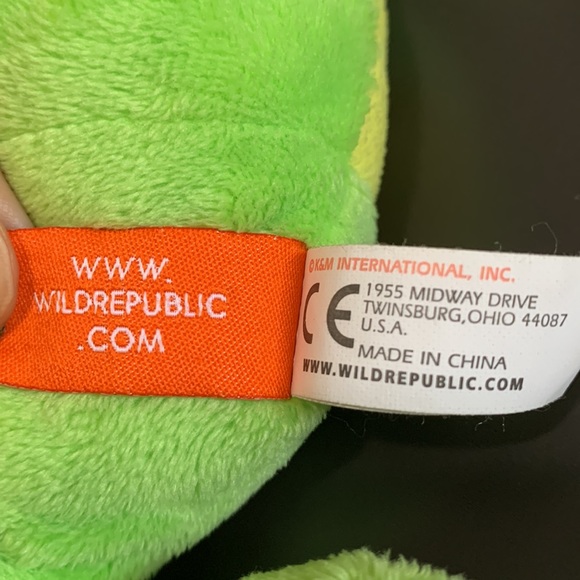 WWW.
WILDREPUBLIC
.COM
© K&M INTERNATIONAL, INC.
CE
1955 MIDWAY DRIVE
TWINSBURG,OHIO 44087
U.S.A.
MADE IN CHINA
WWW.WILDREPUBLIC.COM